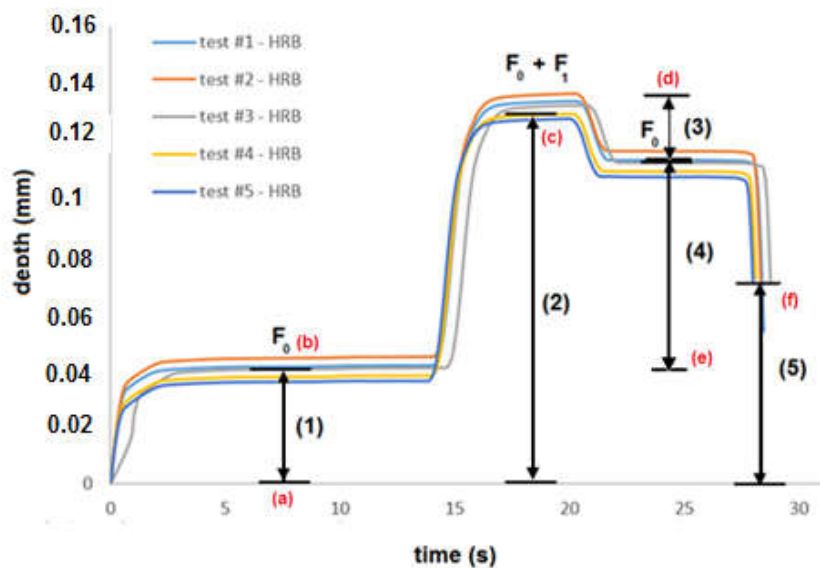 0.16
0.14
0.12
0.1
0.08
0.06
0.04
0.02
0
depth (mm)
test #1 - HRB
test #2 - HRB
test #3 - HRB
test #4 - HRB
test #5 - HRB
F0 + F1
(d)
(3)
F0
(c)
(4)
(2)
(f)
F0 (b)
(e)
(5)
(1)
(a)
0 5 10 15 20 25 30
time (s)